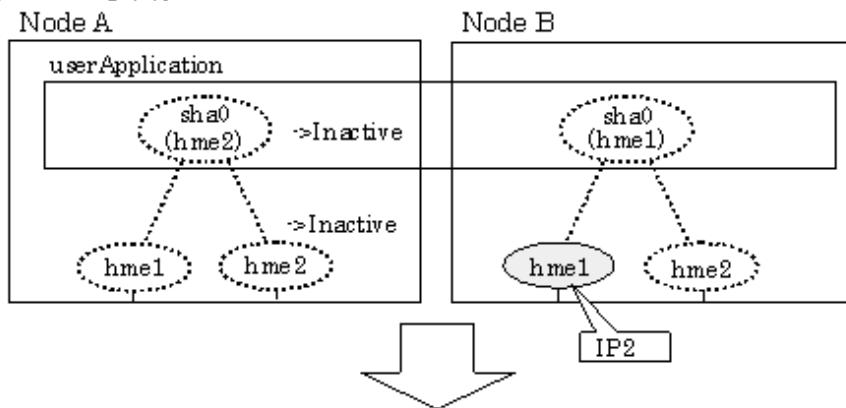 Node A
Node B
userApplication
sha0
(hme2)
->Inactive
sha0
(hme1)
->Inactive
hme1
hme2
hme1
hme2
IP2